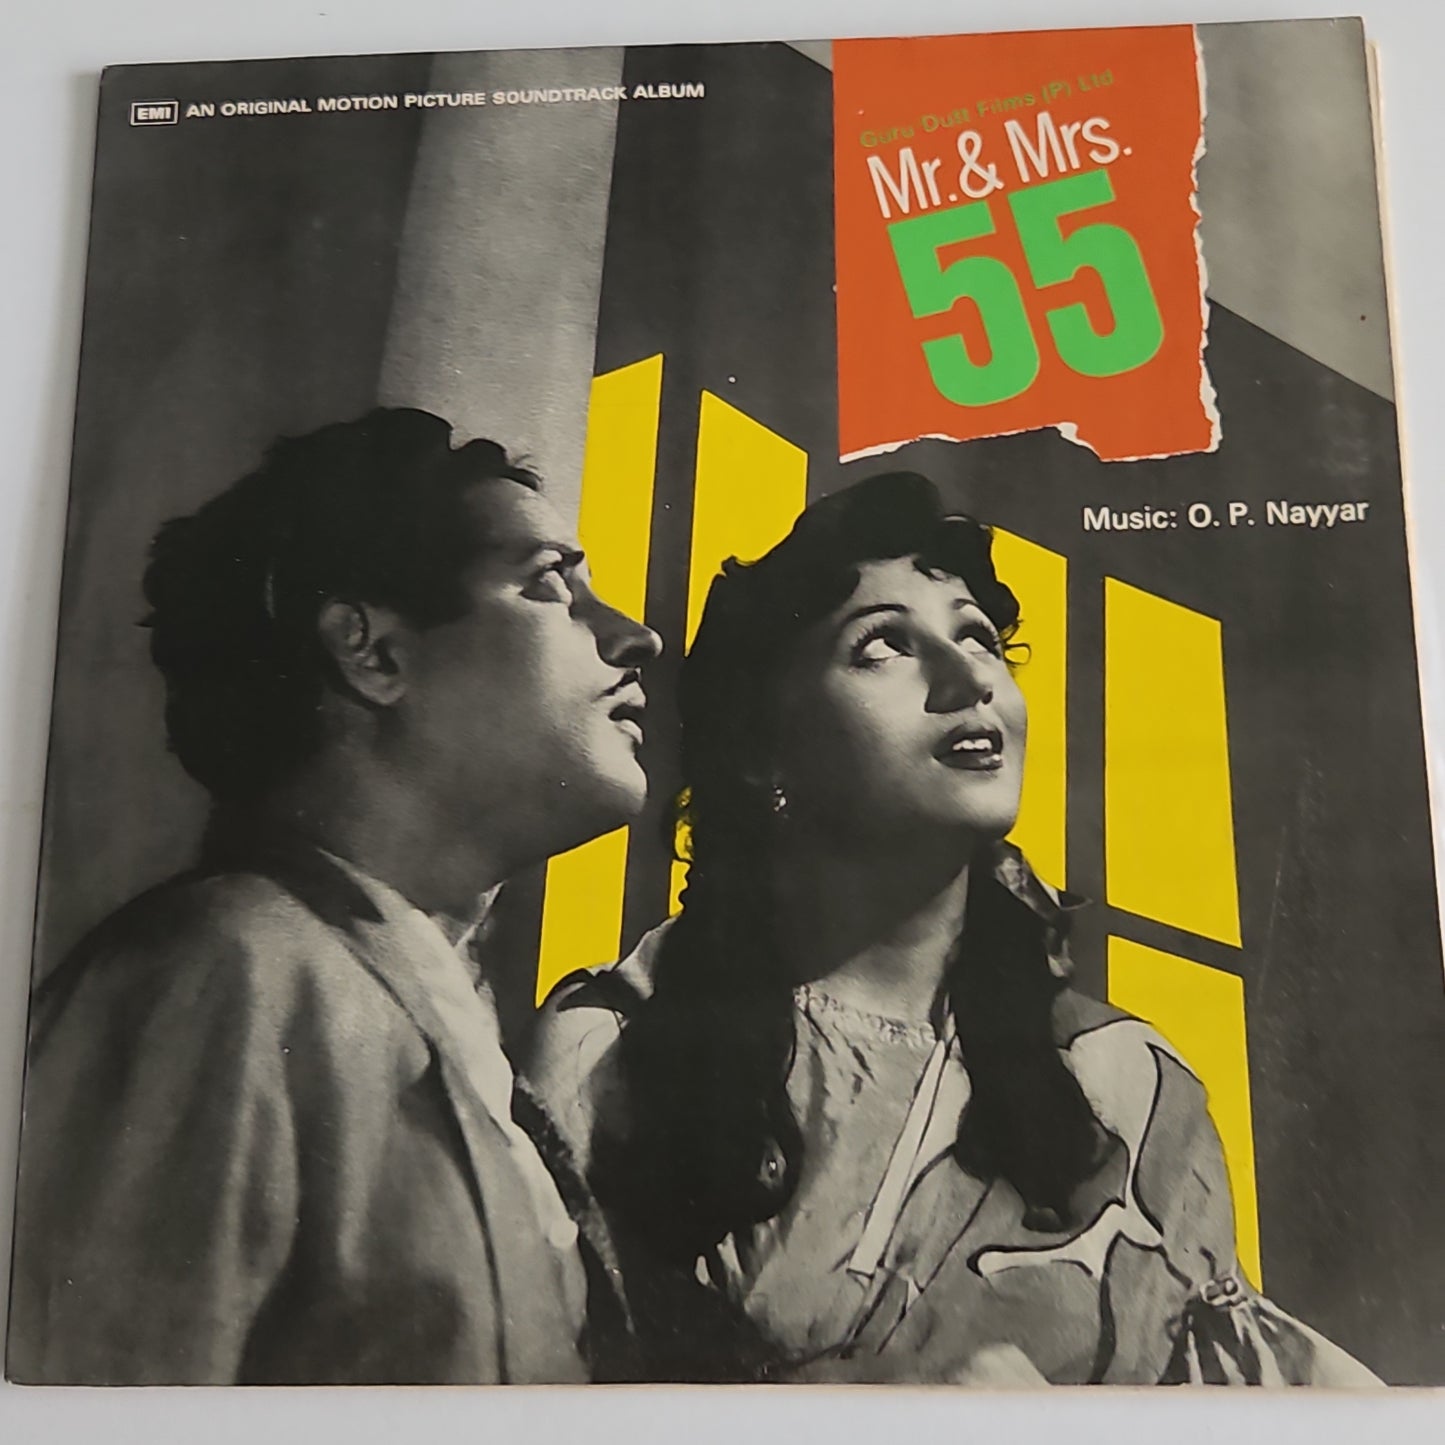 EMI AN ORIGINAL MOTION PICTURE SOUNDTRACK ALBUM
Guru Dutt Films (P) Ltd
Mr. & Mrs.
55
Music: O. P. Nayyar